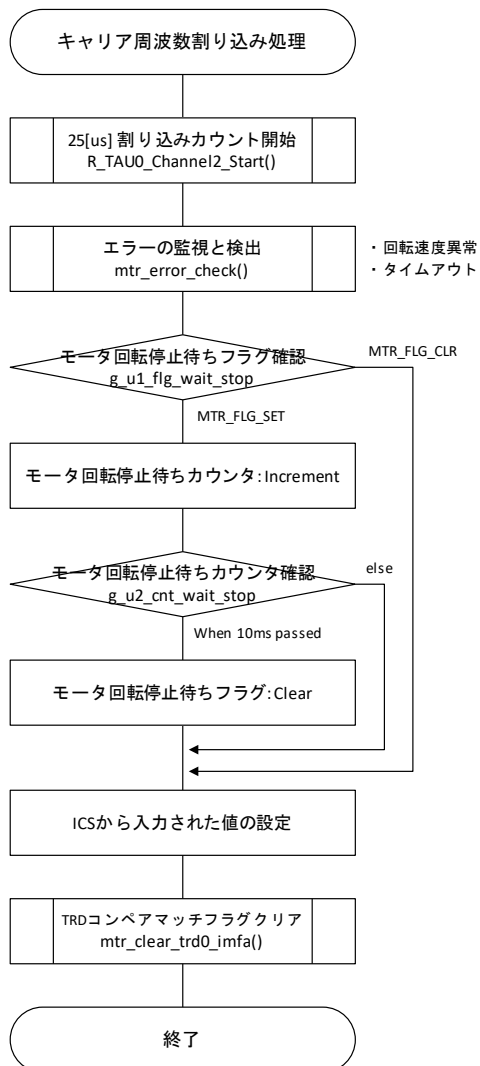 キャリア周波数割り込み処理
25[us] 割り込みカウント開始
R_TAU0_Channel2_Start()
エラーの監視と検出
mtr_error_check()
・回転速度異常
・タイムアウト
モータ回転停止待ちフラグ確認
g_u1_flg_wait_stop
MTR_FLG_CLR
MTR_FLG_SET
モータ回転停止待ちカウンタ:Increment
モータ回転停止待ちカウンタ確認
g_u2_cnt_wait_stop
else
When 10ms passed
モータ回転停止待ちフラグ:Clear
ICSから入力された値の設定
TRDコンペアマッチフラグクリア
mtr_clear_trd0_imfa()
終了